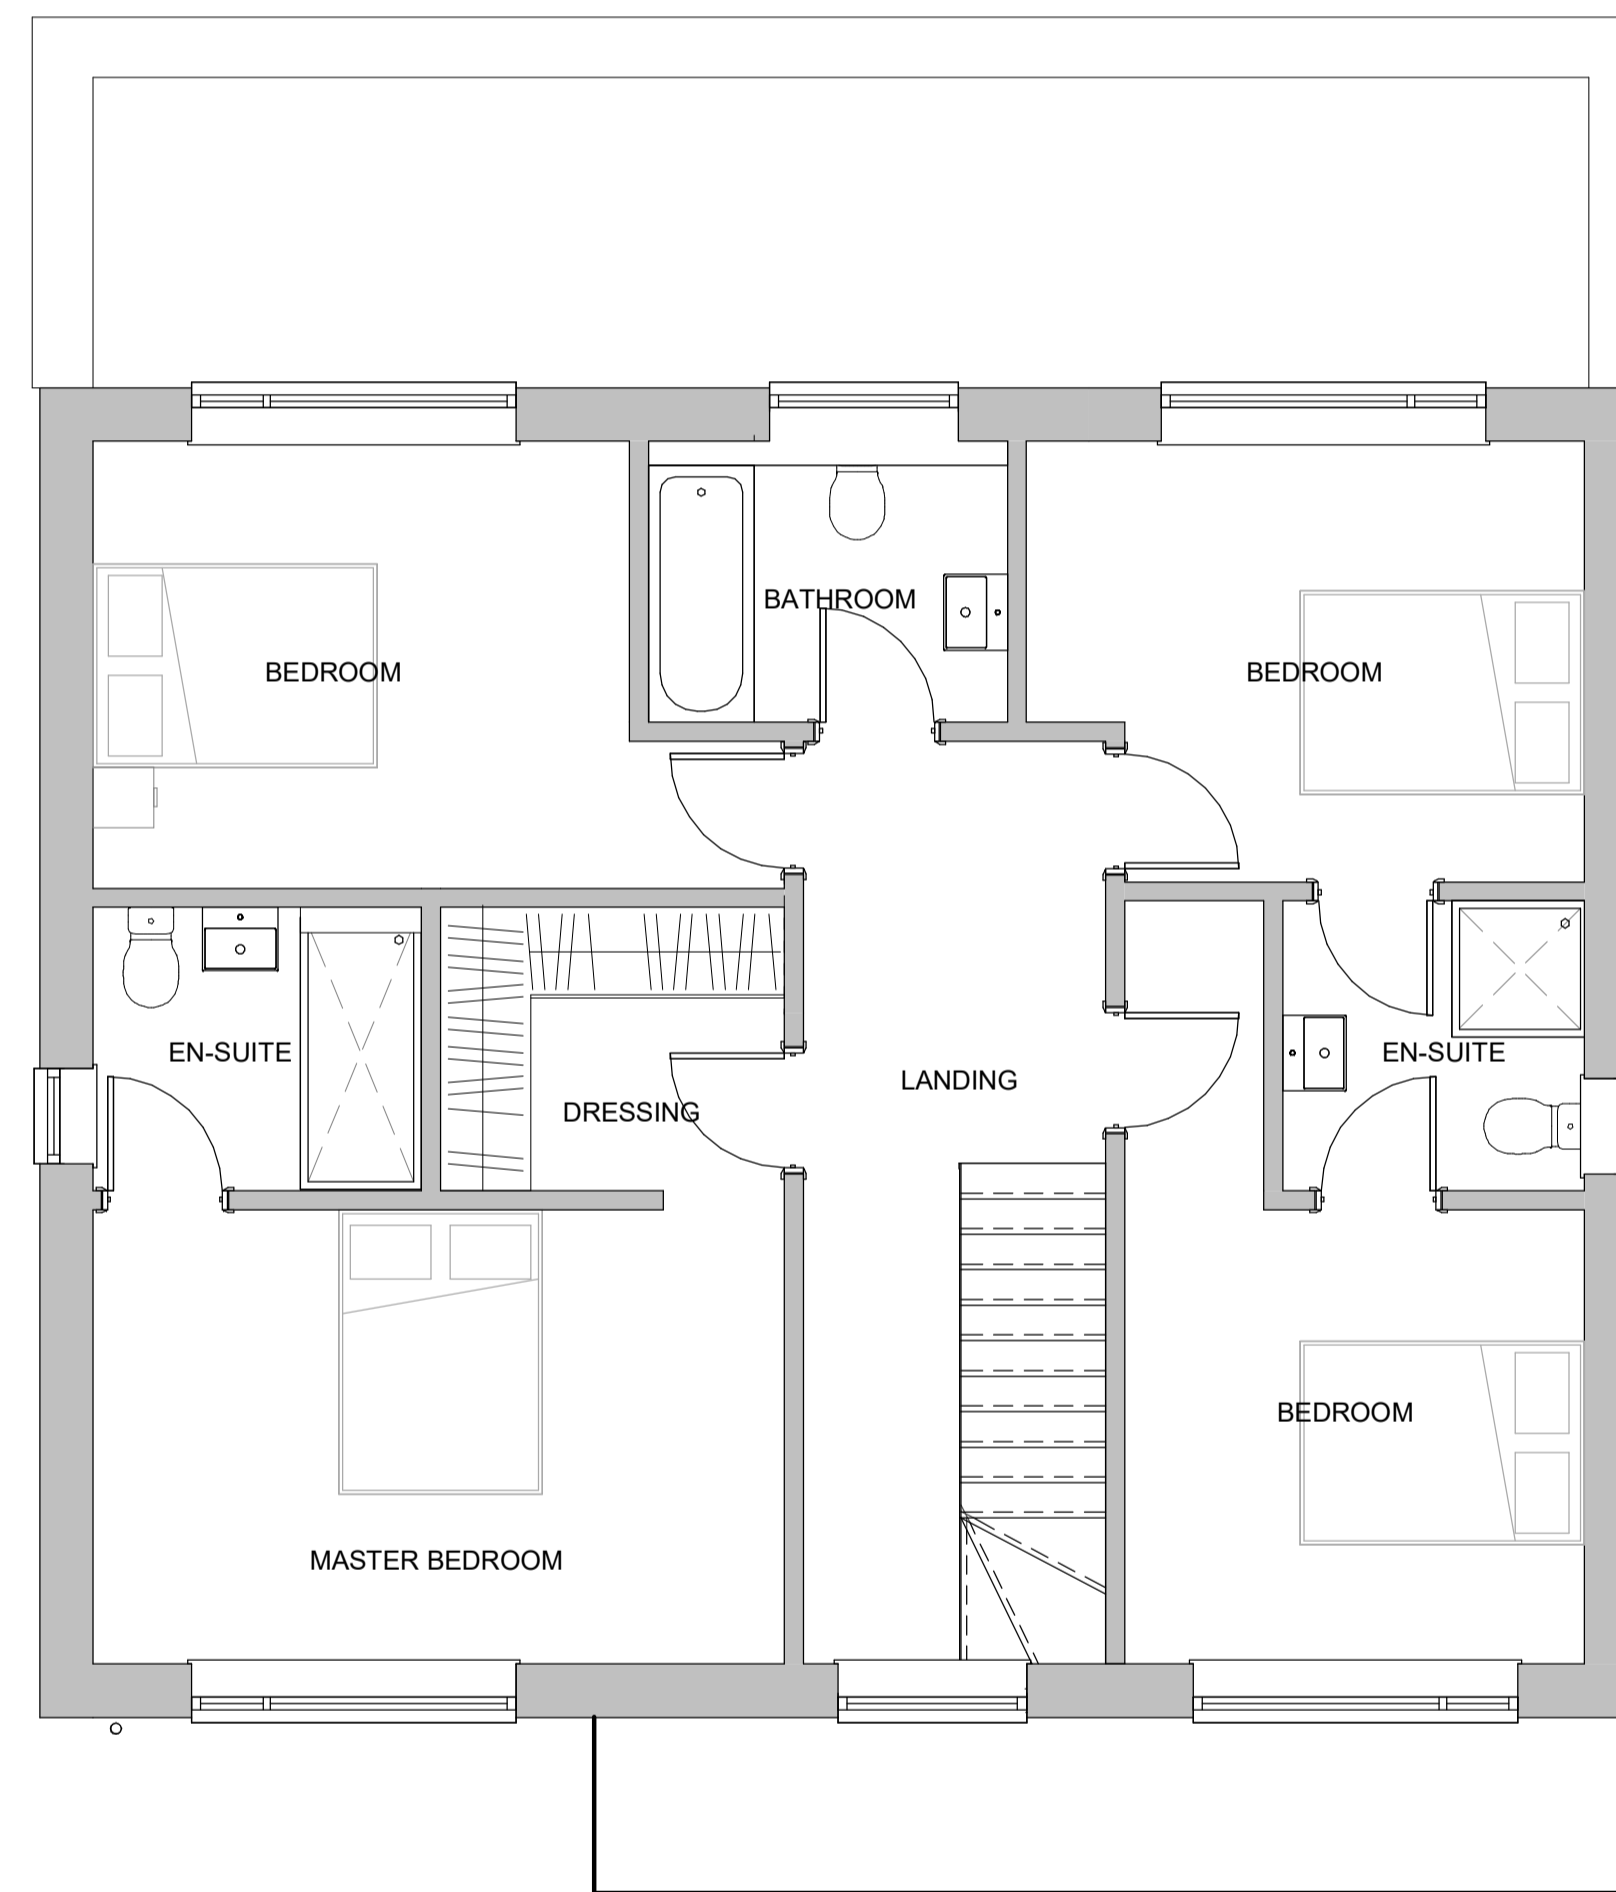 BATHROOM
BEDROOM
BEDROOM
EN-SUITE
EN-SUITE
LANDING
DRESSING
BEDROOM
MASTER BEDROOM